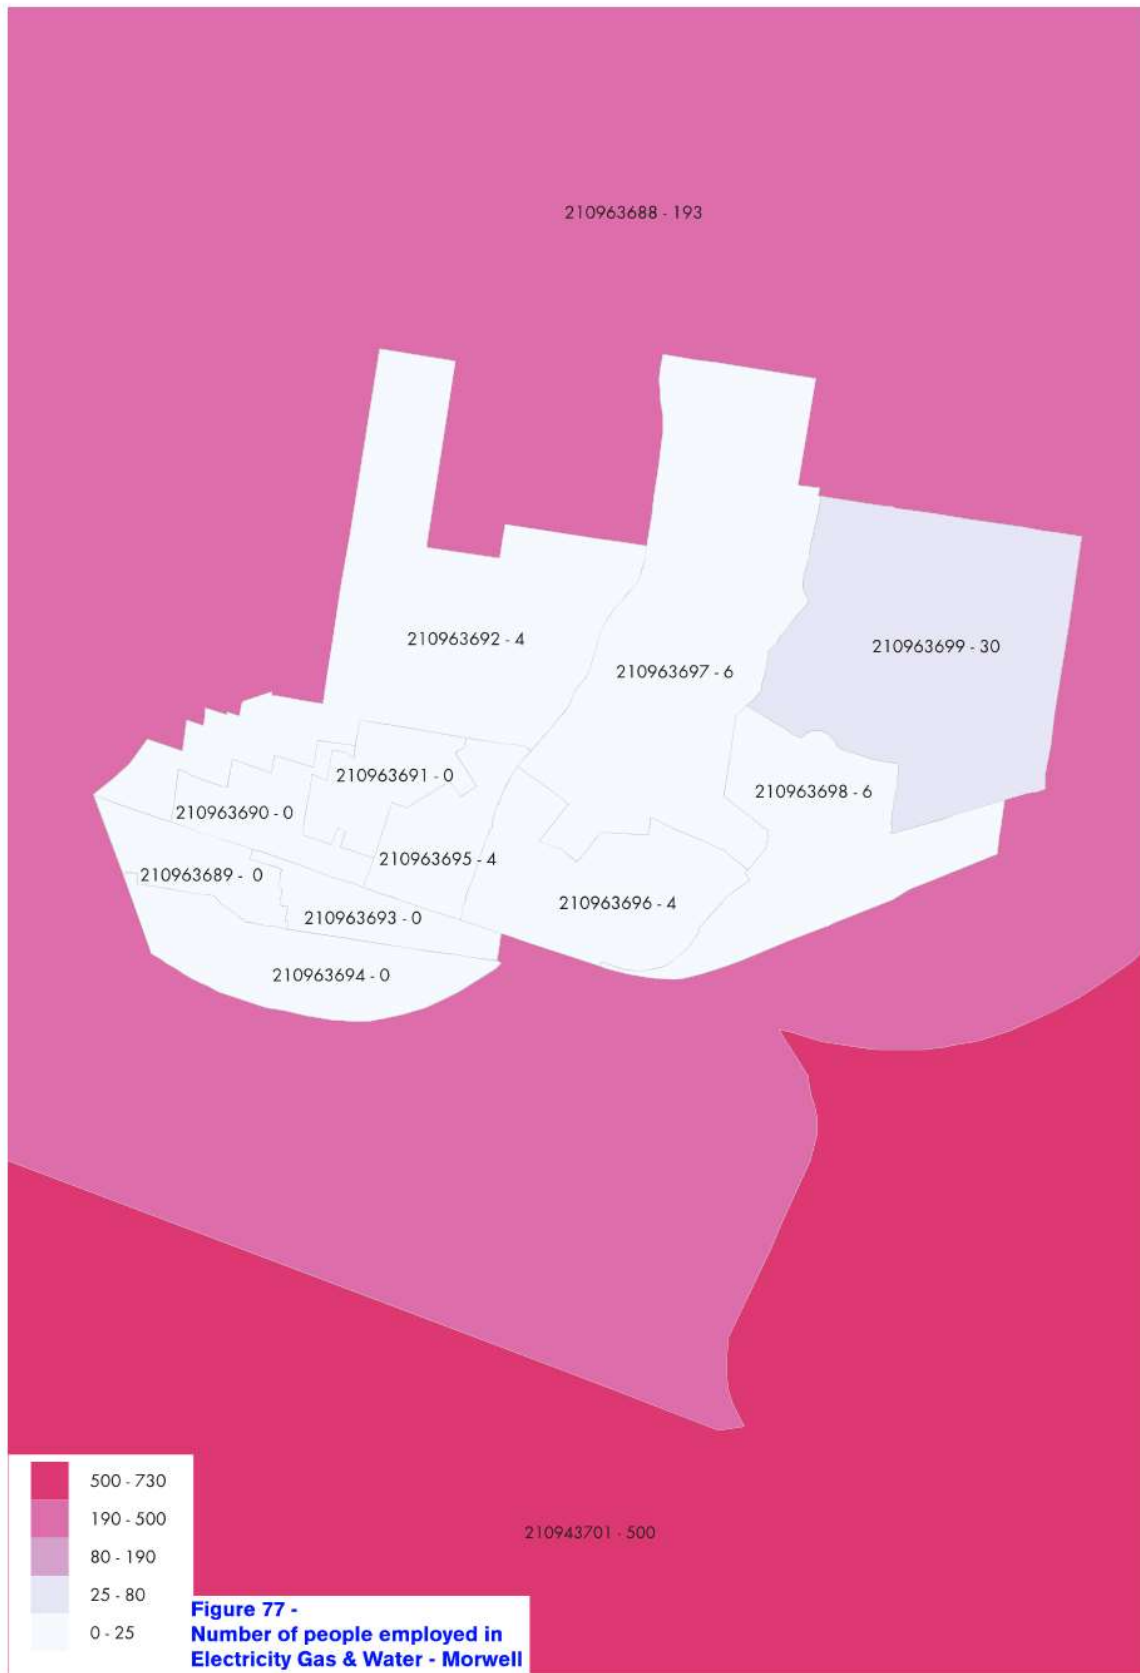 210963688 - 193
210963692 - 4
210963699 - 30
210963697 - 6
210963691 - 0
210963698 - 6
210963690 - 0
210963695 - 4
210963689 - 0
210963696 - 4
210963693 - 0
210963694 - 0
500 - 730
190 - 500
80 - 190
25 - 80
0 - 25
210943701 - 500
Figure 77 -
Number of people employed in
Electricity Gas & Water - Morwell